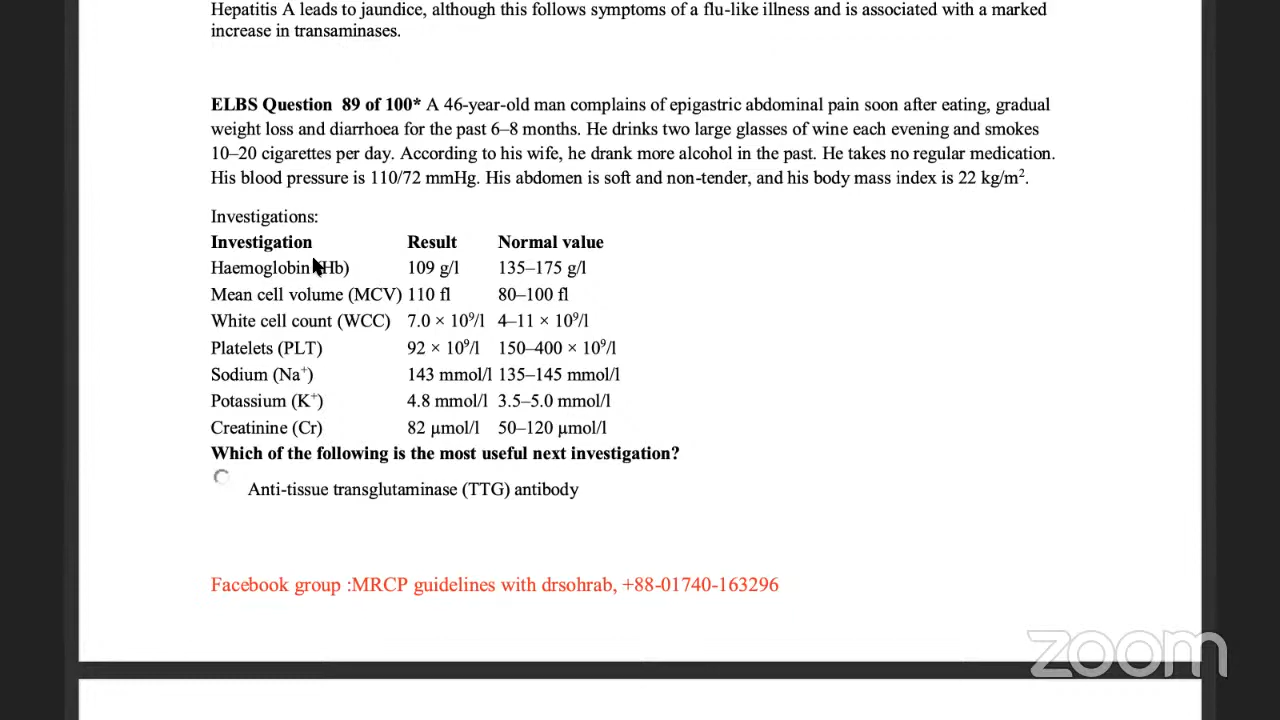 Hepatitis A leads to jaundice, although this follows symptoms of a flu-like illness and is associated with a marked
increase in transaminases.
ELBS Question 89 of 100* A 46-year-old man complains of epigastric abdominal pain soon after eating, gradual
weight loss and diarrhoea for the past 6–8 months. He drinks two large glasses of wine each evening and smokes
10–20 cigarettes per day. According to his wife, he drank more alcohol in the past. He takes no regular medication.
His blood pressure is 110/72 mmHg. His abdomen is soft and non-tender, and his body mass index is 22 kg/m².
Investigations:
Investigation Result Normal value
Haemoglobin (Hb) 109 g/l 135–175 g/l
Mean cell volume (MCV) 110 fl 80–100 fl
White cell count (WCC) 7.0 × 10⁹/l 4–11 × 10⁹/l
Platelets (PLT) 92 × 10⁹/l 150–400 × 10⁹/l
Sodium (Na⁺) 143 mmol/l 135–145 mmol/l
Potassium (K⁺) 4.8 mmol/l 3.5–5.0 mmol/l
Creatinine (Cr) 82 µmol/l 50–120 µmol/l
Which of the following is the most useful next investigation?
Anti-tissue transglutaminase (TTG) antibody
Facebook group :MRCP guidelines with drsohrab, +88-01740-163296
zoom